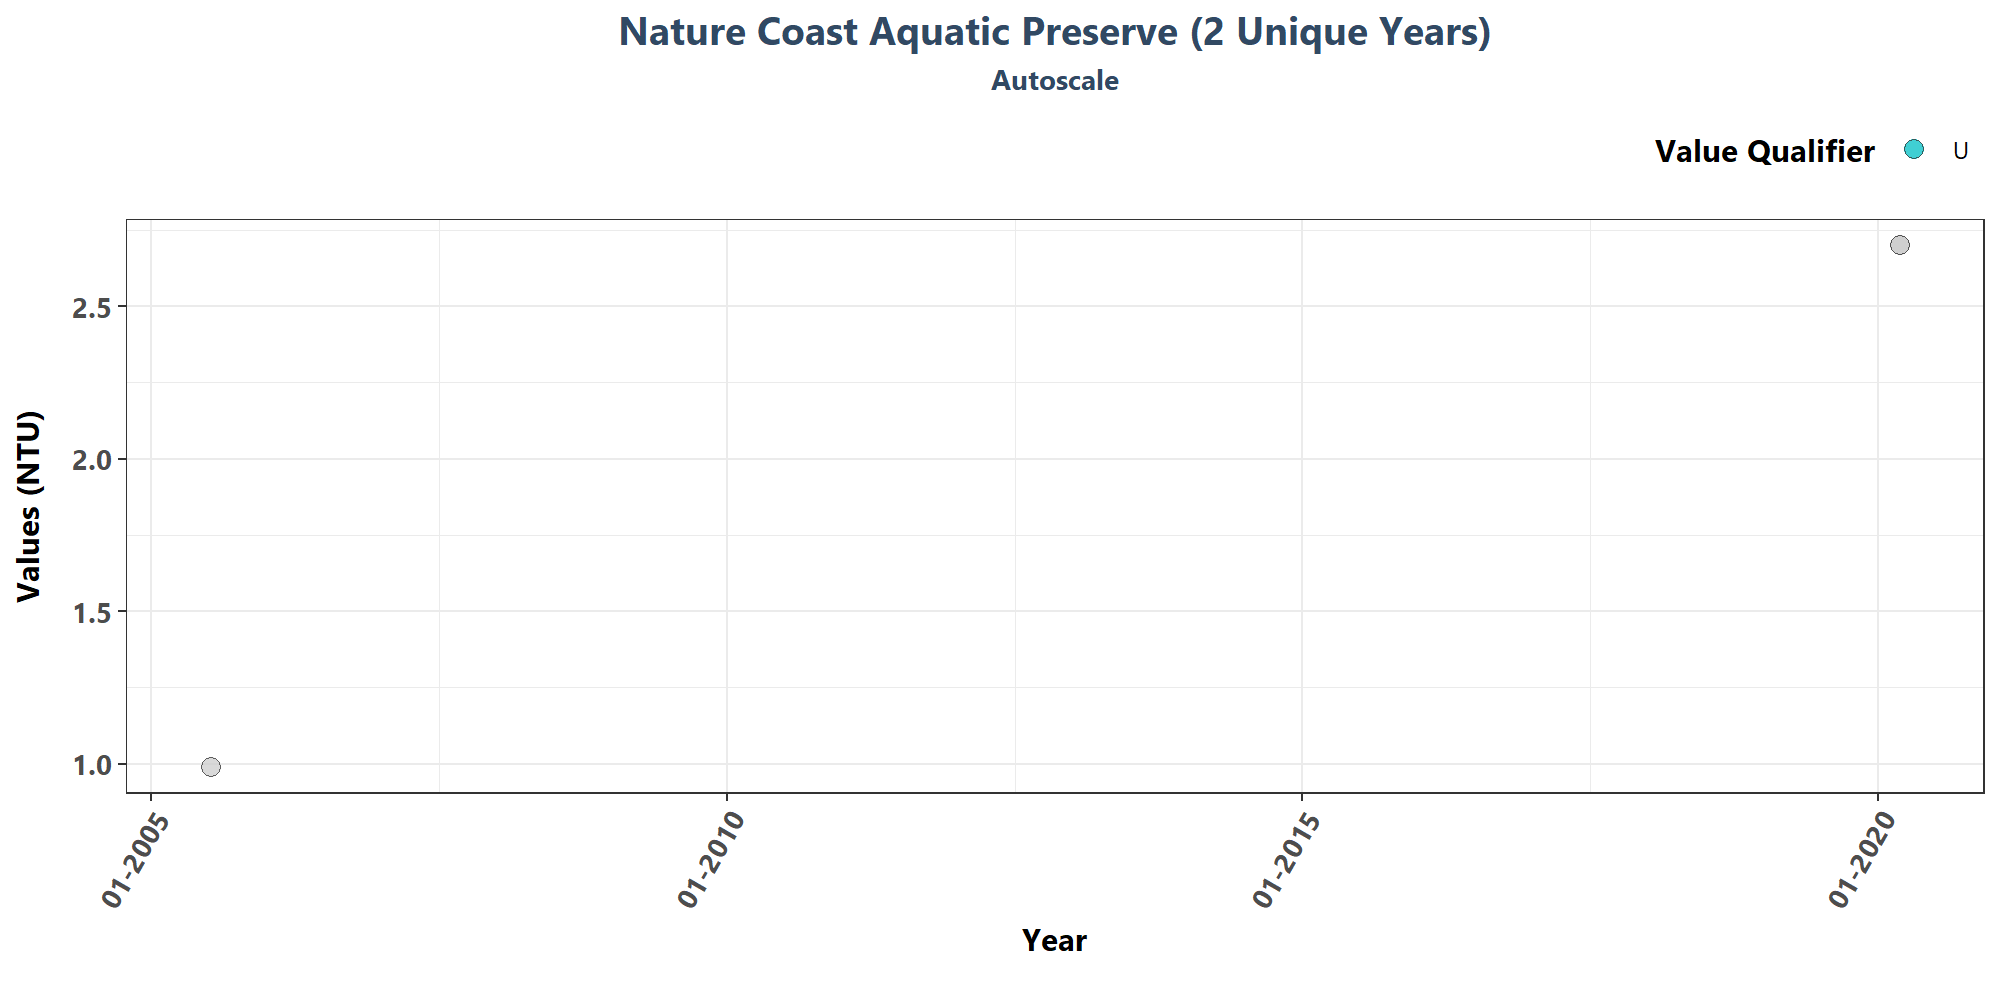 Nature Coast Aquatic Preserve (2 Unique Years)
Autoscale
Value Qualifier U
Values (NTU)
2.5
2.0
1.5
1.0
01-2005 01-2010 01-2015 01-2020
Year